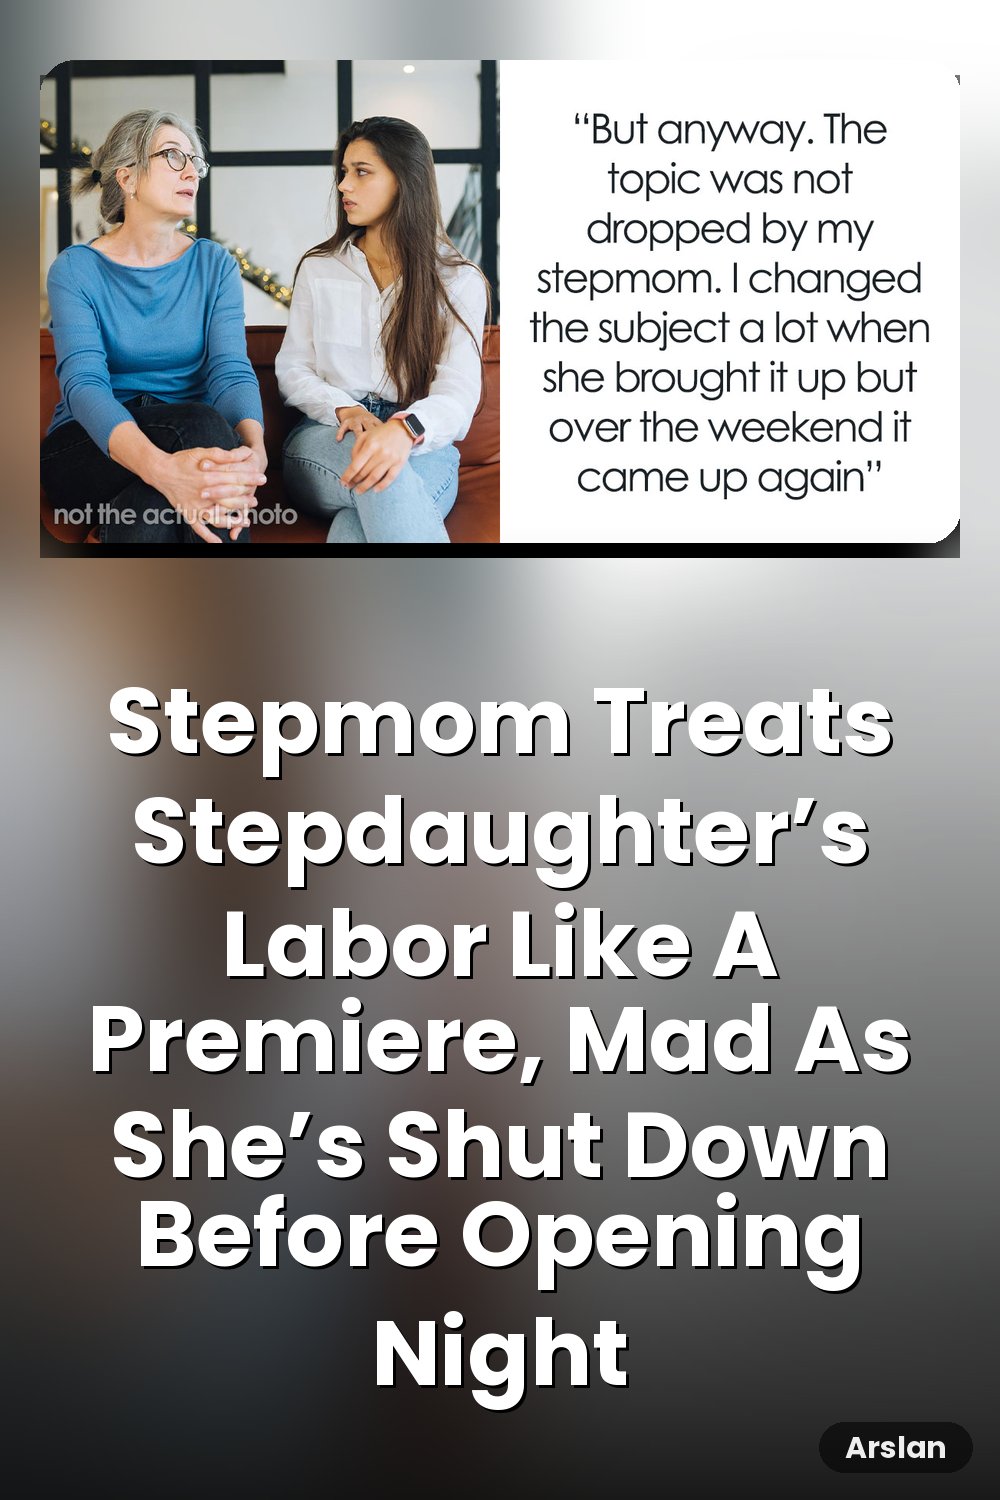 “But anyway. The
topic was not
dropped by my
stepmom. I changed
the subject a lot when
she brought it up but
over the weekend it
came up again”
not the actual photo
Stepmom Treats
Stepdaughter’s
Labor Like A
Premiere, Mad As
She’s Shut Down
Before Opening
Night
Arslan